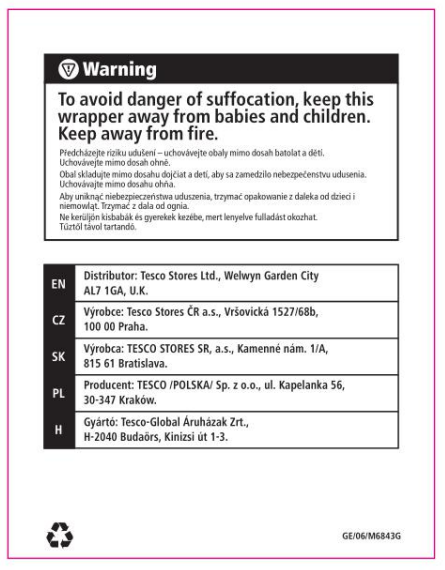 Warning
To avoid danger of suffocation, keep this
wrapper away from babies and children.
Keep away from fire.
Předcházejte riziku udušení – uchovávejte obaly mimo dosah batolat a dětí.
Uchovávejte mimo dosah ohně.
Obal skladujte mimo dosahu dojčiat a detí, aby sa zamedzilo nebezpečenstvu udusenia.
Uchovávajte mimo dosahu ohňa.
Aby uniknąć niebezpieczeństwa uduszenia, trzymać opakowanie z daleka od dzieci i
niemowląt. Trzymać z dala od ognia.
Ne kerüljön kisbabák és gyerekek kezébe, mert lenyelve fulladást okozhat.
Tűztől távol tartandó.
EN
Distributor: Tesco Stores Ltd., Welwyn Garden City
AL7 1GA, U.K.
CZ
Výrobce: Tesco Stores ČR a.s., Vršovická 1527/68b,
100 00 Praha.
SK
Výrobca: TESCO STORES SR, a.s., Kamenné nám. 1/A,
815 61 Bratislava.
PL
Producent: TESCO /POLSKA/ Sp. z o.o., ul. Kapelanka 56,
30-347 Kraków.
H
Gyártó: Tesco-Global Áruházak Zrt.,
H-2040 Budaörs, Kinizsi út 1-3.
GE/06/M6843G